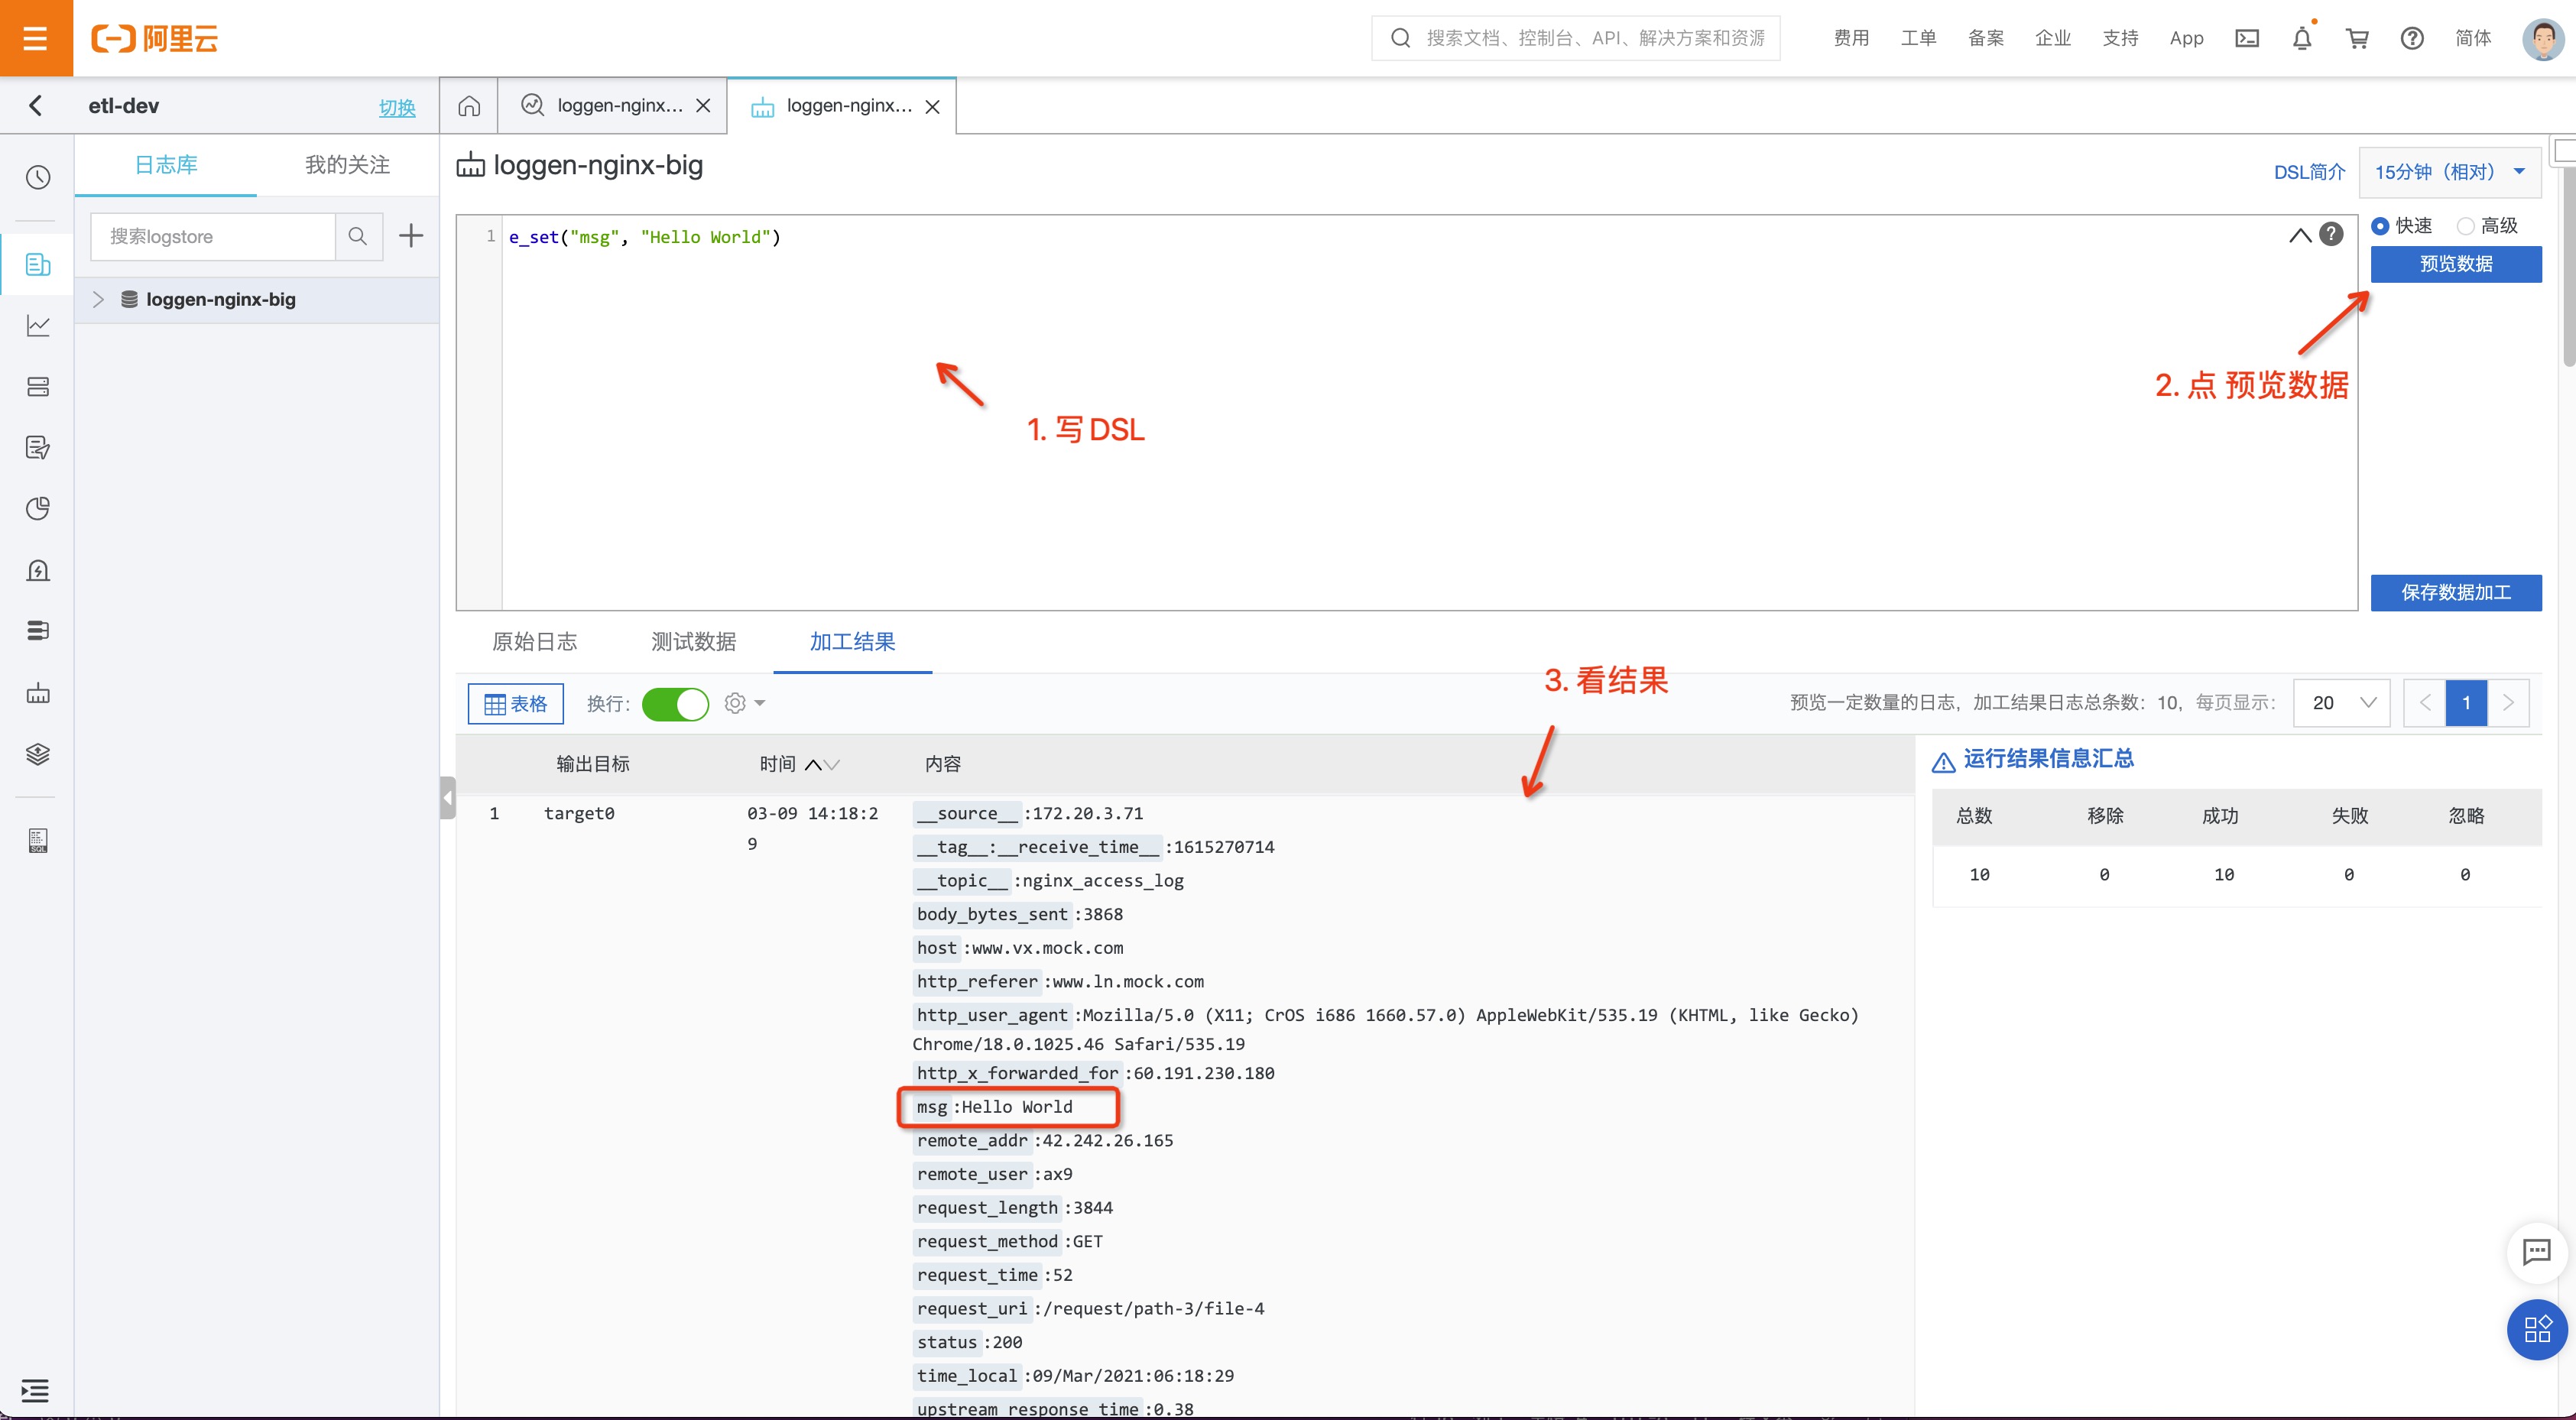 阿里云
搜索文档、控制台、API、解决方案和资源
费用 工单 备案 企业 支持 App 简体
etl-dev 切换
loggen-nginx... loggen-nginx...
日志库 我的关注
搜索logstore
loggen-nginx-big
loggen-nginx-big
DSL简介 15分钟（相对）
1 e_set("msg", "Hello World")
快速 高级
预览数据
1. 写DSL
2. 点 预览数据
保存数据加工
原始日志 测试数据 加工结果
3. 看结果
表格 换行:
预览一定数量的日志，加工结果日志总条数：10，每页显示： 20 1
输出目标 时间 内容
1 target0 03-09 14:18:2
9
__source__ :172.20.3.71
__tag__:__receive_time__ :1615270714
__topic__ :nginx_access_log
body_bytes_sent :3868
host :www.vx.mock.com
http_referer :www.ln.mock.com
http_user_agent :Mozilla/5.0 (X11; CrOS i686 1660.57.0) AppleWebKit/535.19 (KHTML, like Gecko)
Chrome/18.0.1025.46 Safari/535.19
http_x_forwarded_for :60.191.230.180
msg :Hello World
remote_addr :42.242.26.165
remote_user :ax9
request_length :3844
request_method :GET
request_time :52
request_uri :/request/path-3/file-4
status :200
time_local :09/Mar/2021:06:18:29
upstream_response_time :0.38
运行结果信息汇总
总数 移除 成功 失败 忽略
10 0 10 0 0
SQL